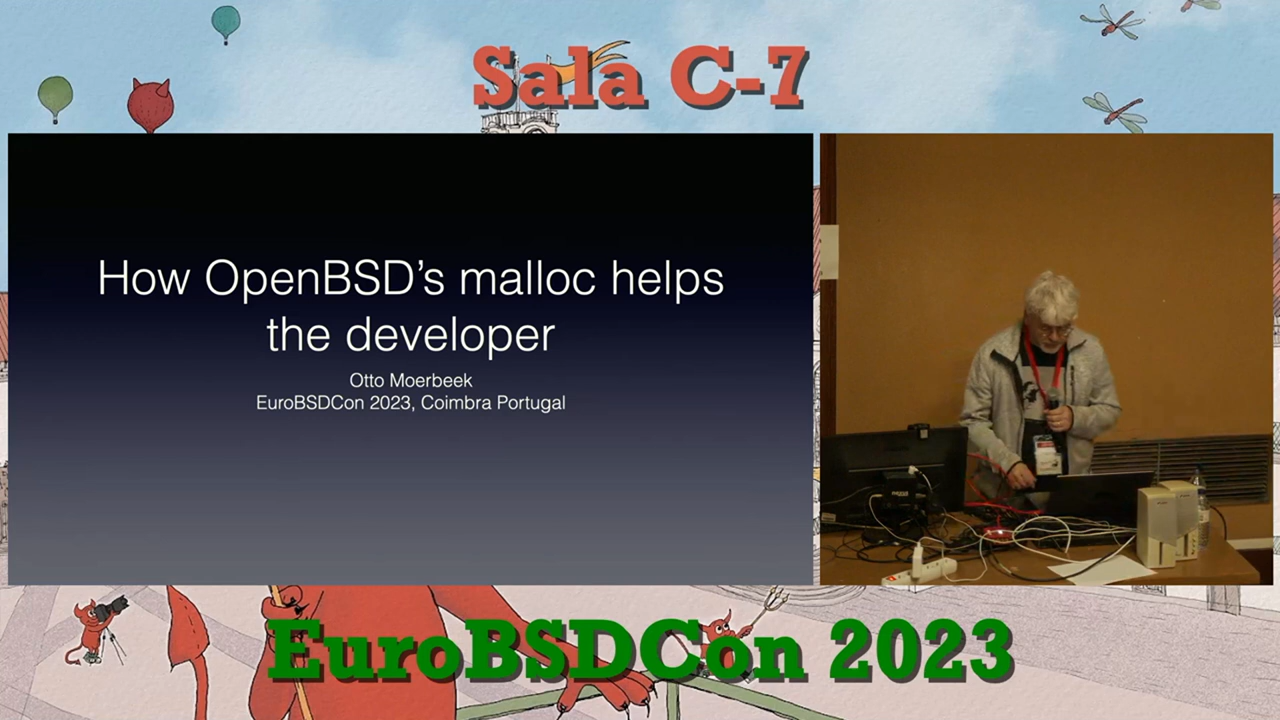 Sala C-7
How OpenBSD's malloc helps
the developer
Otto Moerbeek
EuroBSDCon 2023, Coimbra Portugal
EuroBSDCon 2023